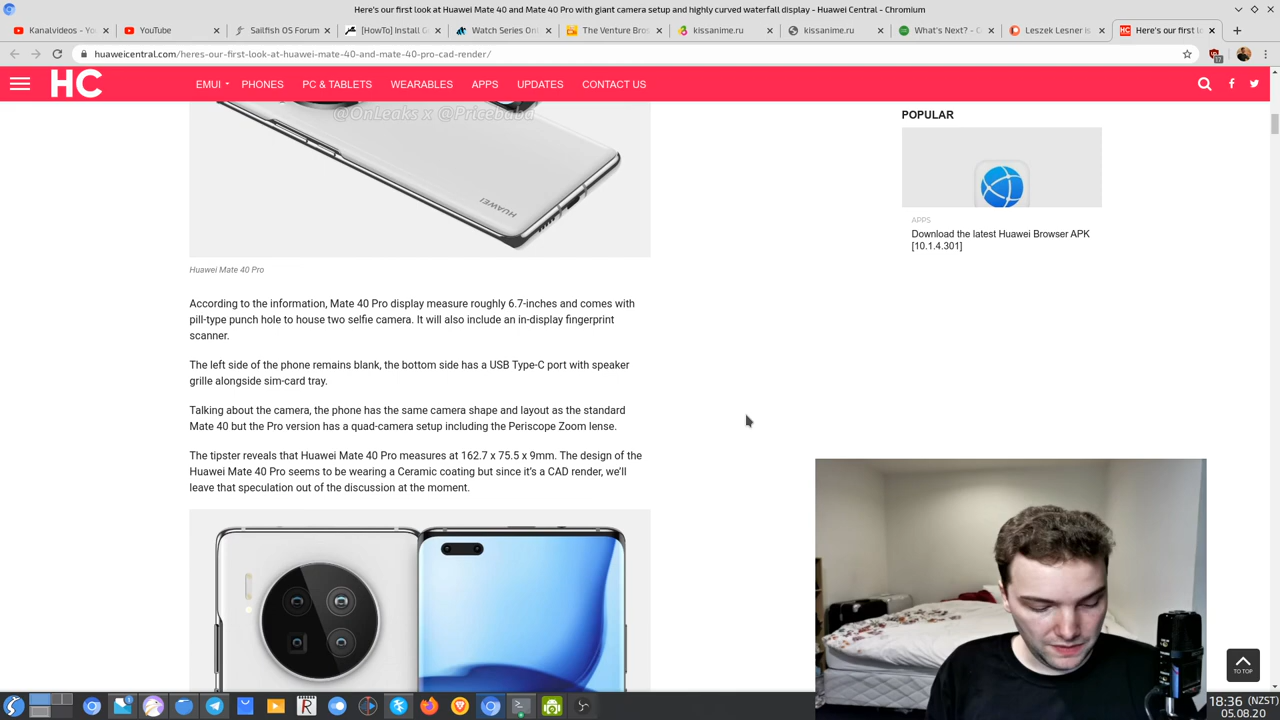 Here's our first look at Huawei Mate 40 and Mate 40 Pro with giant camera setup and highly curved waterfall display - Huawei Central - Chromium
Kanalvideos - Yo
YouTube
Sailfish OS Forum
[HowTo] Install
Watch Series On
The Venture Bros
kissanime.ru
kissanime.ru
What's Next? - G
Leszek Lesner is
Here's our first lo
huaweicentral.com/heres-our-first-look-at-huawei-mate-40-and-mate-40-pro-cad-render/
17
HC
EMUI
PHONES
PC & TABLETS
WEARABLES
APPS
UPDATES
CONTACT US
@OnLeaks x @Pricebaba
HUAWEI
Huawei Mate 40 Pro
According to the information, Mate 40 Pro display measure roughly 6.7-inches and comes with
pill-type punch hole to house two selfie camera. It will also include an in-display fingerprint
scanner.
The left side of the phone remains blank, the bottom side has a USB Type-C port with speaker
grille alongside sim-card tray.
Talking about the camera, the phone has the same camera shape and layout as the standard
Mate 40 but the Pro version has a quad-camera setup including the Periscope Zoom lense.
The tipster reveals that Huawei Mate 40 Pro measures at 162.7 x 75.5 x 9mm. The design of the
Huawei Mate 40 Pro seems to be wearing a Ceramic coating but since it's a CAD render, we'll
leave that speculation out of the discussion at the moment.
POPULAR
APPS
Download the latest Huawei Browser APK
[10.1.4.301]
TO TOP
18:36 (NZST)
05.08.20